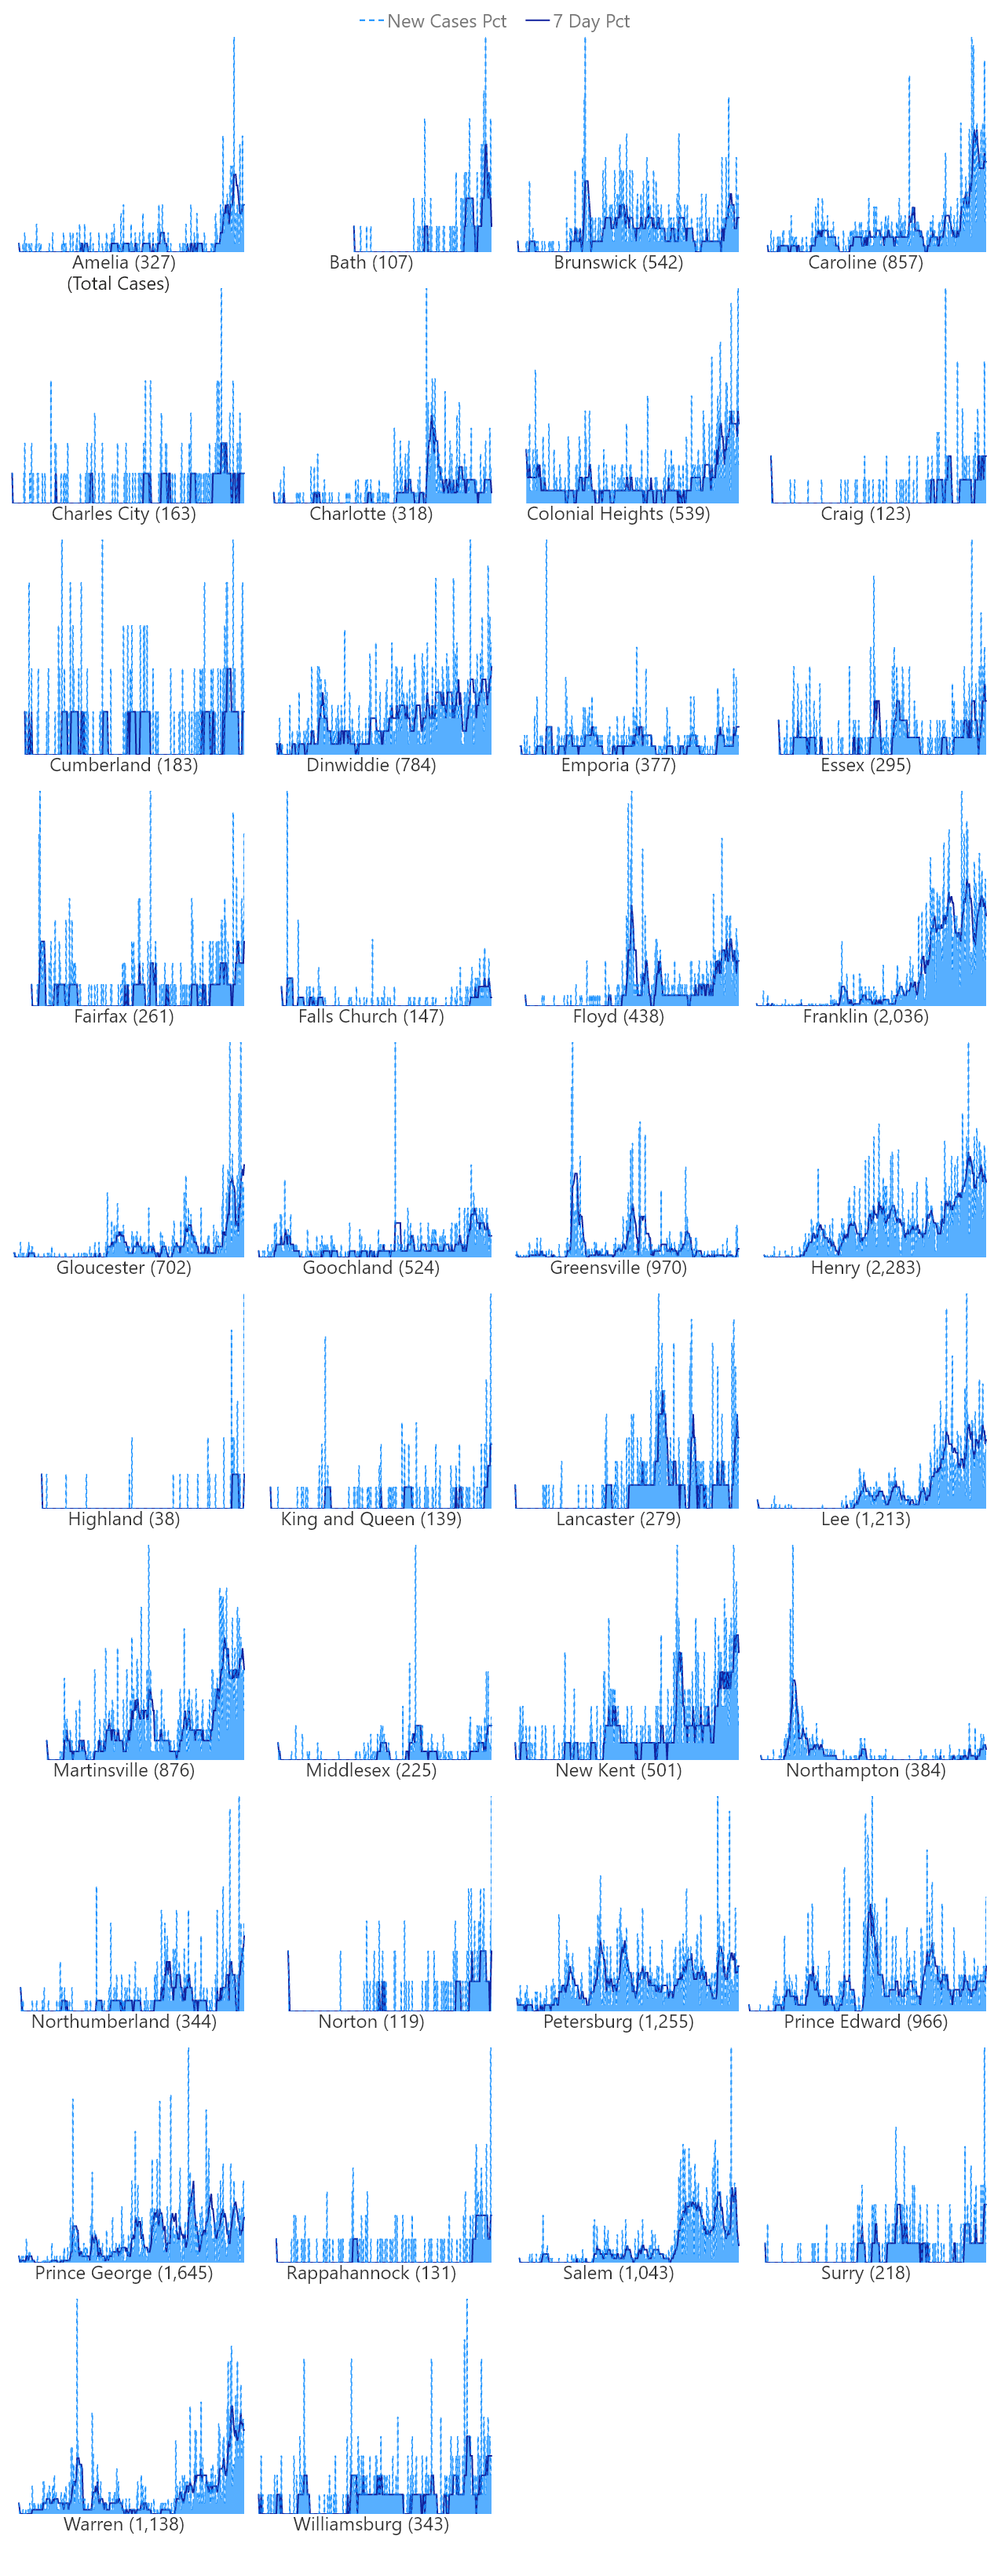 New Cases Pct 7 Day Pct
Amelia (327) Bath (107) Brunswick (542) Caroline (857)
(Total Cases)
Charles City (163) Charlotte (318) Colonial Heights (539) Craig (123)
Cumberland (183) Dinwiddie (784) Emporia (377) Essex (295)
Fairfax (261) Falls Church (147) Floyd (438) Franklin (2,036)
Gloucester (702) Goochland (524) Greensville (970) Henry (2,283)
Highland (38) King and Queen (139) Lancaster (279) Lee (1,213)
Martinsville (876) Middlesex (225) New Kent (501) Northampton (384)
Northumberland (344) Norton (119) Petersburg (1,255) Prince Edward (966)
Prince George (1,645) Rappahannock (131) Salem (1,043) Surry (218)
Warren (1,138) Williamsburg (343)